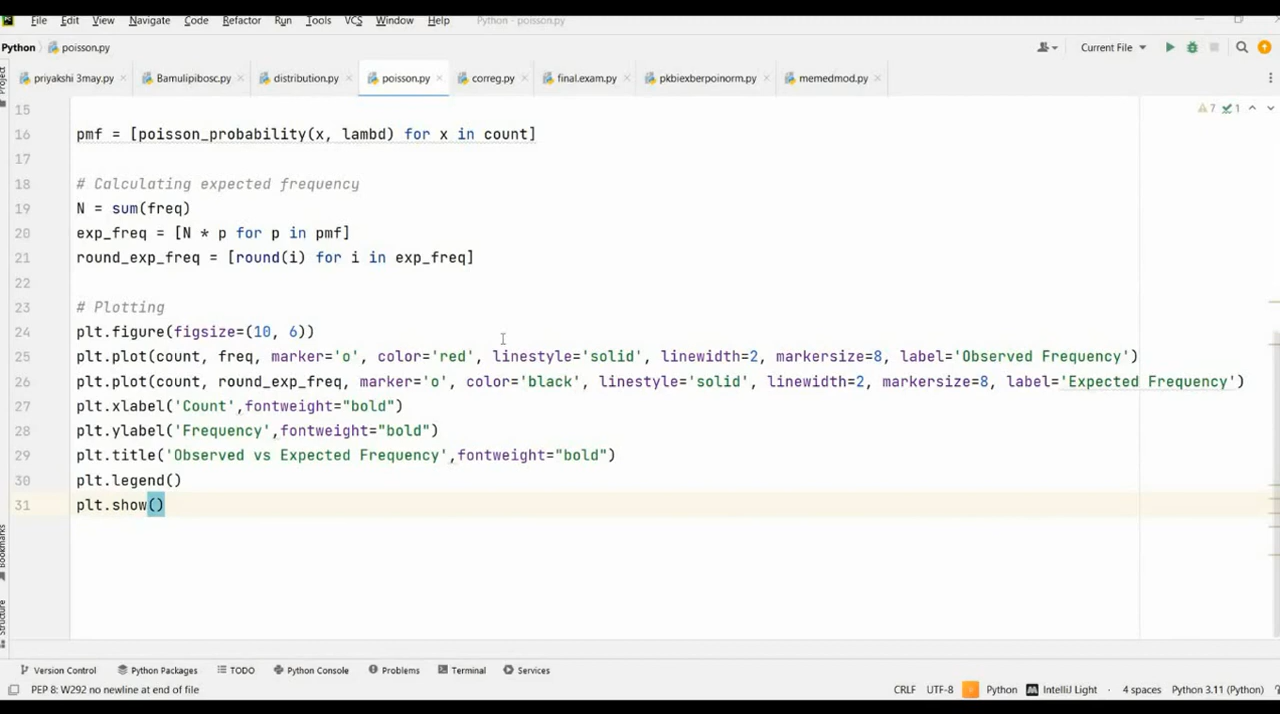 File Edit View Navigate Code Refactor Run Tools VCS Window Help Python - poisson.py
Python poisson.py Current File
Project
priyakshi 3may.py Bamulipibosc.py distribution.py poisson.py correg.py final.exam.py pkbiexberpoinorm.py memedmod.py
7 1
15
16 pmf = [poisson_probability(x, lambd) for x in count]
17
18 # Calculating expected frequency
19 N = sum(freq)
20 exp_freq = [N * p for p in pmf]
21 round_exp_freq = [round(i) for i in exp_freq]
22
23 # Plotting
24 plt.figure(figsize=(10, 6))
25 plt.plot(count, freq, marker='o', color='red', linestyle='solid', linewidth=2, markersize=8, label='Observed Frequency')
26 plt.plot(count, round_exp_freq, marker='o', color='black', linestyle='solid', linewidth=2, markersize=8, label='Expected Frequency')
27 plt.xlabel('Count',fontweight="bold")
28 plt.ylabel('Frequency',fontweight="bold")
29 plt.title('Observed vs Expected Frequency',fontweight="bold")
30 plt.legend()
31 plt.show()
Bookmarks
Structure
Version Control Python Packages TODO Python Console Problems Terminal Services
PEP 8: W292 no newline at end of file CRLF UTF-8 Python IntelliJ Light 4 spaces Python 3.11 (Python)